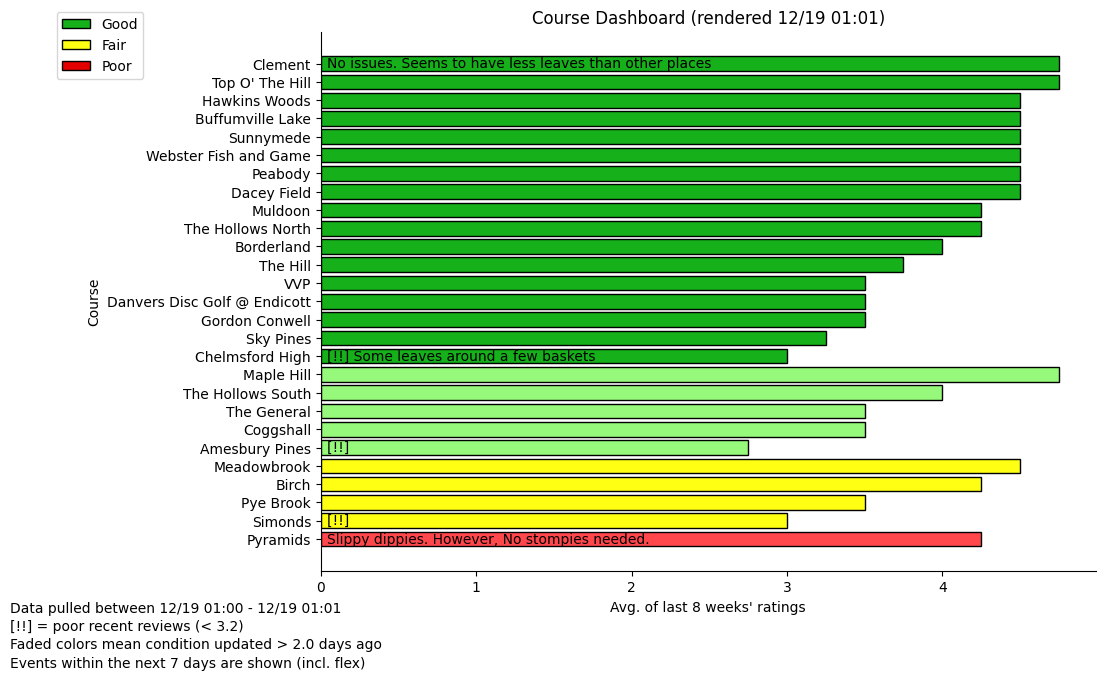 Course Dashboard (rendered 12/19 01:01)
Good
Fair
Poor
Clement
No issues. Seems to have less leaves than other places
Top O' The Hill
Hawkins Woods
Buffumville Lake
Sunnymede
Webster Fish and Game
Peabody
Dacey Field
Muldoon
The Hollows North
Borderland
The Hill
VVP
Danvers Disc Golf @ Endicott
Gordon Conwell
Sky Pines
Chelmsford High
[!!] Some leaves around a few baskets
Maple Hill
The Hollows South
The General
Coggshall
Amesbury Pines
[!!]
Meadowbrook
Birch
Pye Brook
Simonds
[!!]
Pyramids
Slippy dippies. However, No stompies needed.
Course
0 1 2 3 4
Avg. of last 8 weeks' ratings
Data pulled between 12/19 01:00 - 12/19 01:01
[!!] = poor recent reviews (< 3.2)
Faded colors mean condition updated > 2.0 days ago
Events within the next 7 days are shown (incl. flex)